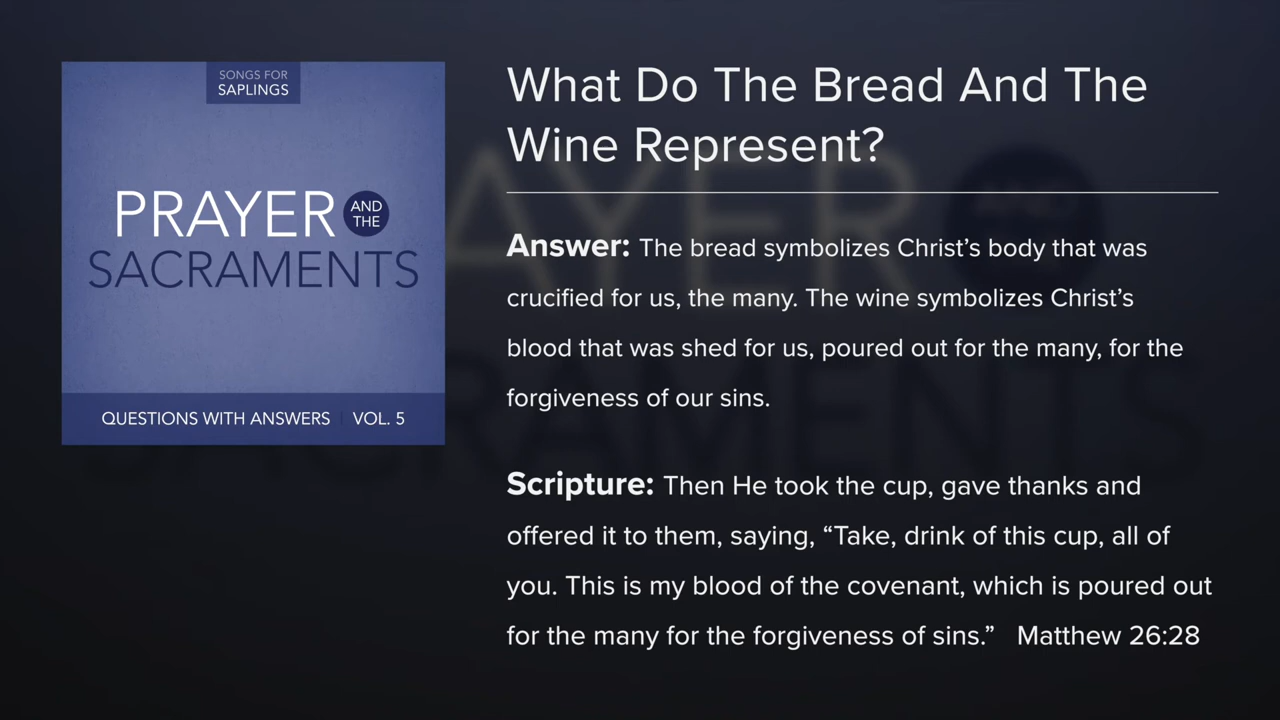 SONGS FOR
SAPLINGS
PRAYER AND THE
SACRAMENTS
QUESTIONS WITH ANSWERS | VOL. 5
What Do The Bread And The
Wine Represent?
Answer: The bread symbolizes Christ’s body that was
crucified for us, the many. The wine symbolizes Christ’s
blood that was shed for us, poured out for the many, for the
forgiveness of our sins.
Scripture: Then He took the cup, gave thanks and
offered it to them, saying, “Take, drink of this cup, all of
you. This is my blood of the covenant, which is poured out
for the many for the forgiveness of sins.” Matthew 26:28